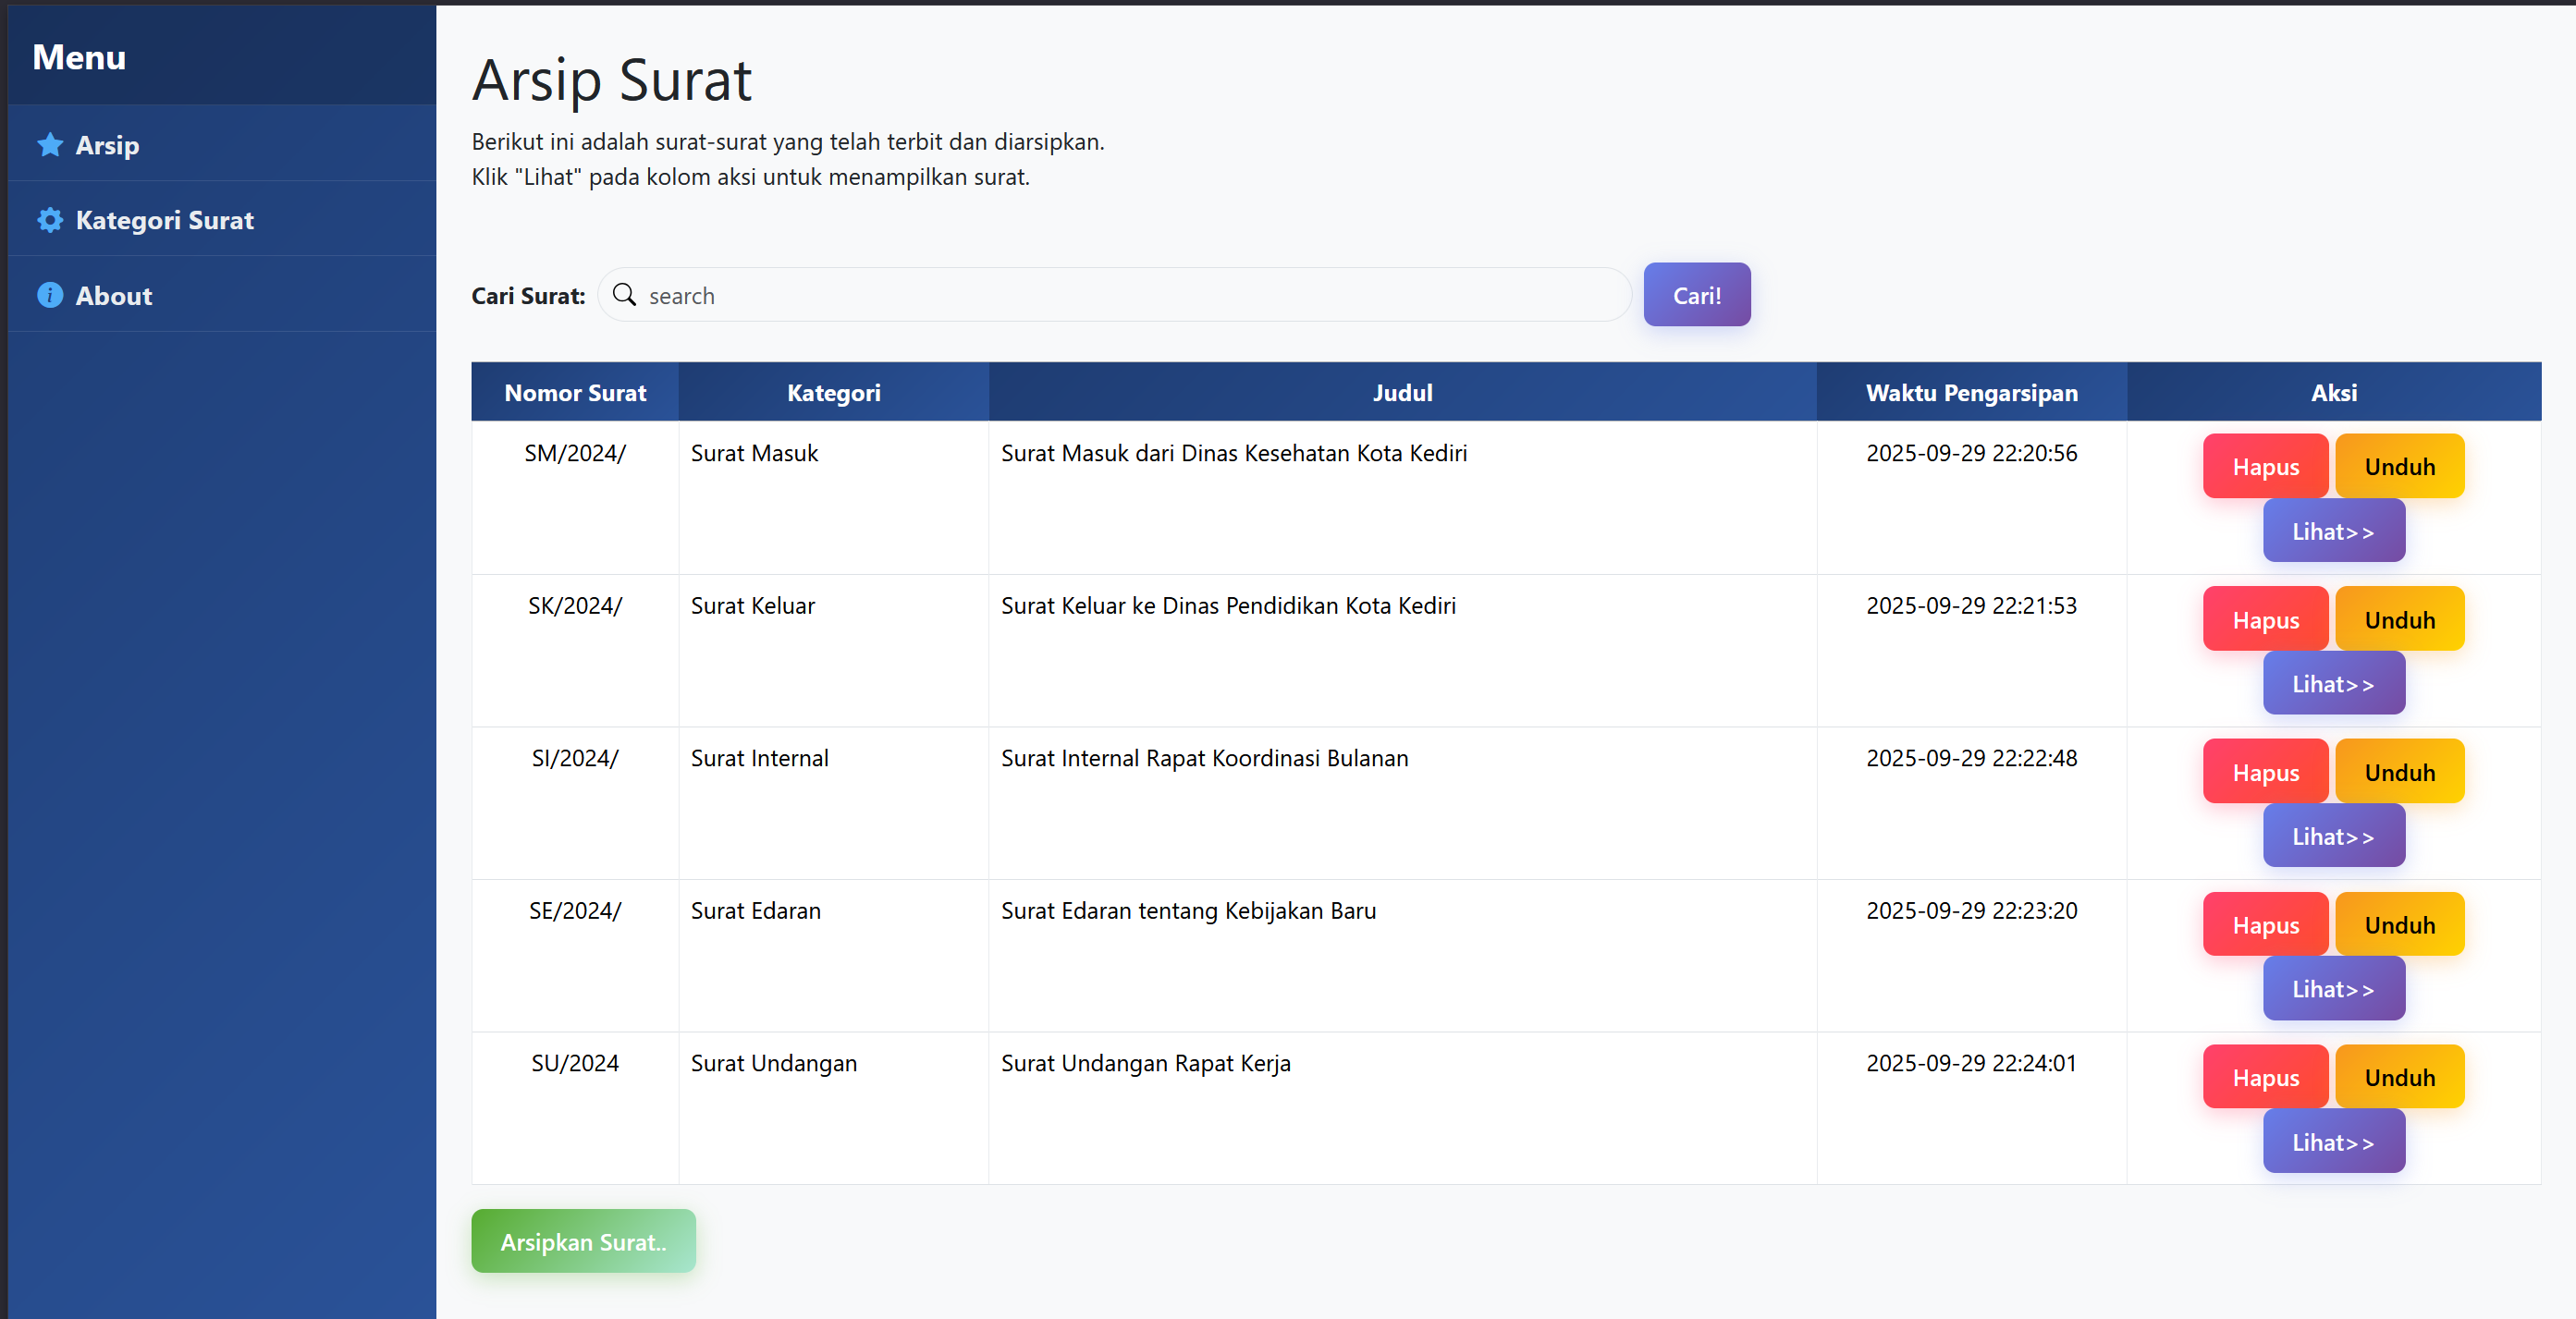 Menu
Arsip
Kategori Surat
About
Arsip Surat
Berikut ini adalah surat-surat yang telah terbit dan diarsipkan.
Klik "Lihat" pada kolom aksi untuk menampilkan surat.
Cari Surat: search Cari!
Nomor Surat Kategori Judul Waktu Pengarsipan Aksi
SM/2024/ Surat Masuk Surat Masuk dari Dinas Kesehatan Kota Kediri 2025-09-29 22:20:56 Hapus Unduh
Lihat>>
SK/2024/ Surat Keluar Surat Keluar ke Dinas Pendidikan Kota Kediri 2025-09-29 22:21:53 Hapus Unduh
Lihat>>
SI/2024/ Surat Internal Surat Internal Rapat Koordinasi Bulanan 2025-09-29 22:22:48 Hapus Unduh
Lihat>>
SE/2024/ Surat Edaran Surat Edaran tentang Kebijakan Baru 2025-09-29 22:23:20 Hapus Unduh
Lihat>>
SU/2024 Surat Undangan Surat Undangan Rapat Kerja 2025-09-29 22:24:01 Hapus Unduh
Lihat>>
Arsipkan Surat..